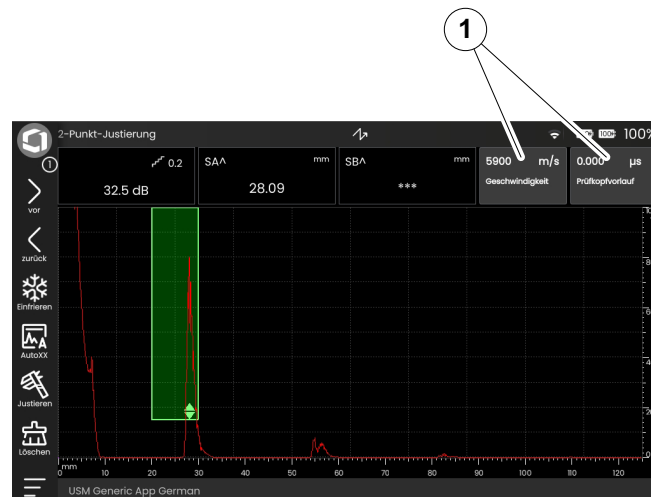 1
2-Punkt-Justierung
100%
1
0.2
32.5 dB
SA^ mm
28.09
SB^ mm
***
5900 m/s
Geschwindigkeit
0.000 µs
Prüfkopfvorlauf
vor
zurück
Einfrieren
AutoXX
Justieren
Löschen
0 mm 10 20 30 40 50 60 70 80 90 100 110 120
USM Generic App German